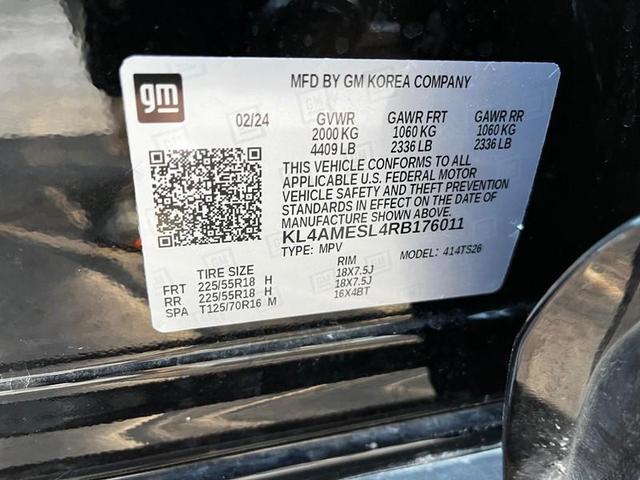 gm
MFD BY GM KOREA COMPANY
02/24 GVWR GAWR FRT GAWR RR
2000 KG 1060 KG 1060 KG
4409 LB 2336 LB 2336 LB
THIS VEHICLE CONFORMS TO ALL
APPLICABLE U.S. FEDERAL MOTOR
VEHICLE SAFETY AND THEFT PREVENTION
STANDARDS IN EFFECT ON THE DATE OF
MANUFACTURE SHOWN ABOVE.
KL4AMESL4RB176011
TYPE: MPV MODEL: 414TS26
TIRE SIZE RIM
FRT 225/55R18 H 18X7.5J
RR 225/55R18 H 18X7.5J
SPA T125/70R16 M 16X4BT